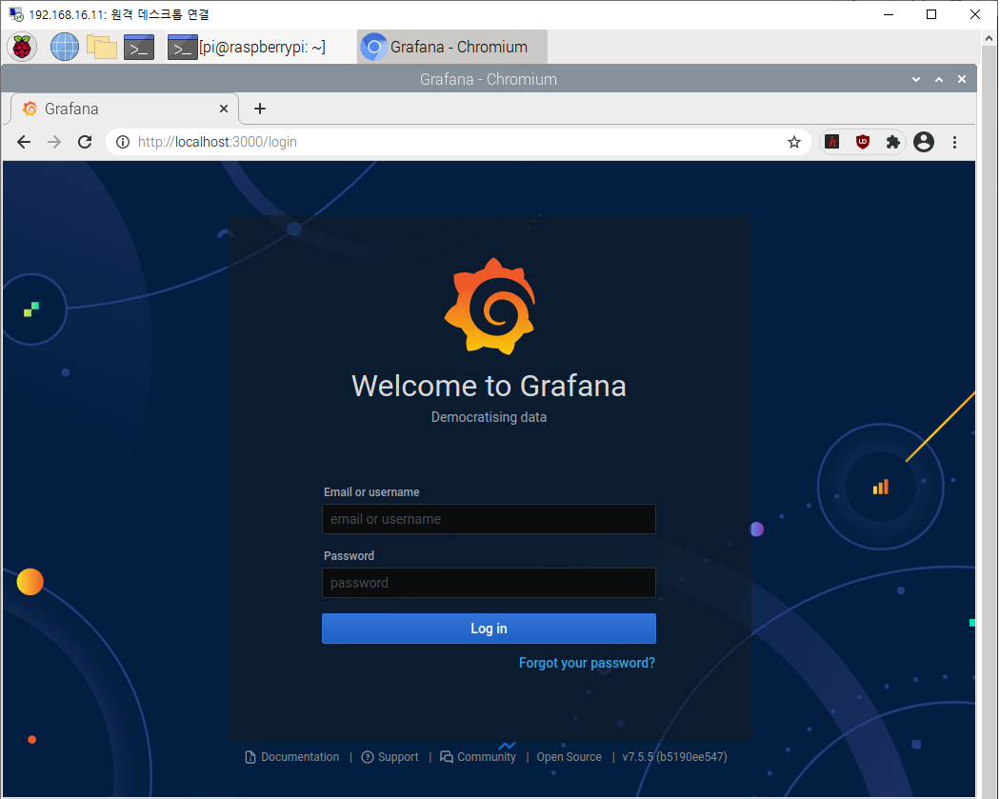 192.168.16.11: 원격 데스크톱 연결
[pi@raspberrypi: ~] Grafana - Chromium
Grafana - Chromium
Grafana
http://localhost:3000/login
Welcome to Grafana
Democratising data
Email or username
email or username
Password
password
Log in
Forgot your password?
Documentation | Support | Community | Open Source | v7.5.5 (b5190ee547)